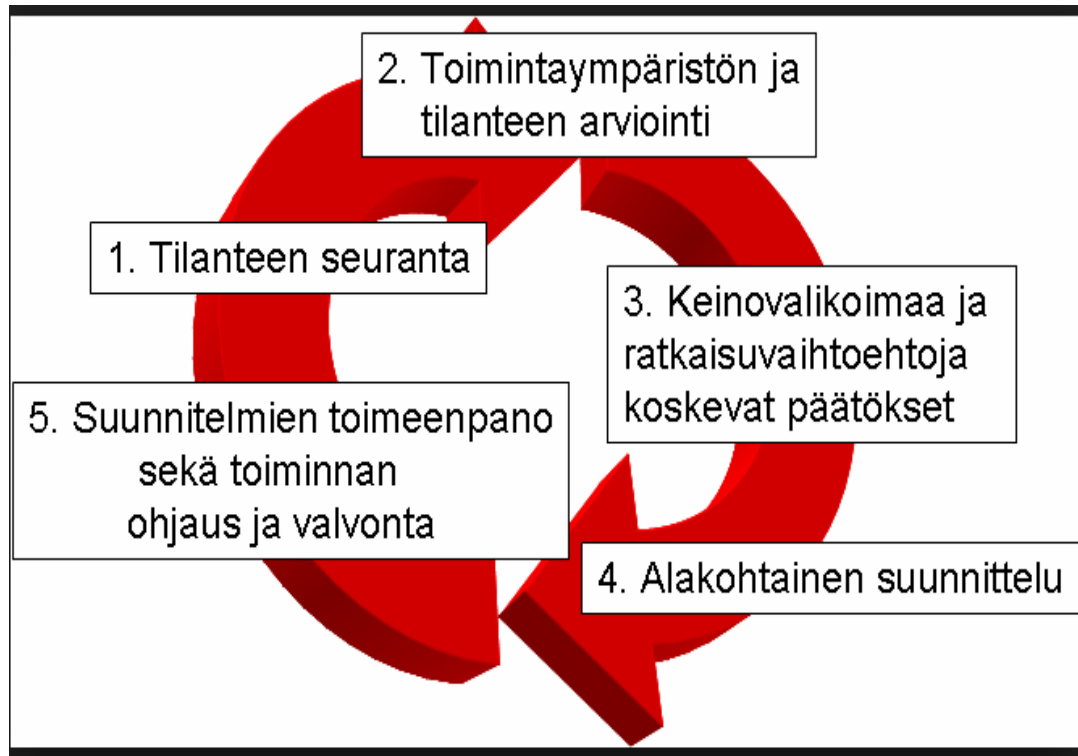 1. Tilanteen seuranta
2. Toimintaympäristön ja
tilanteen arviointi
3. Keinovalikoimaa ja
ratkaisuvaihtoehtoja
koskevat päätökset
4. Alakohtainen suunnittelu
5. Suunnitelmien toimeenpano
sekä toiminnan
ohjaus ja valvonta